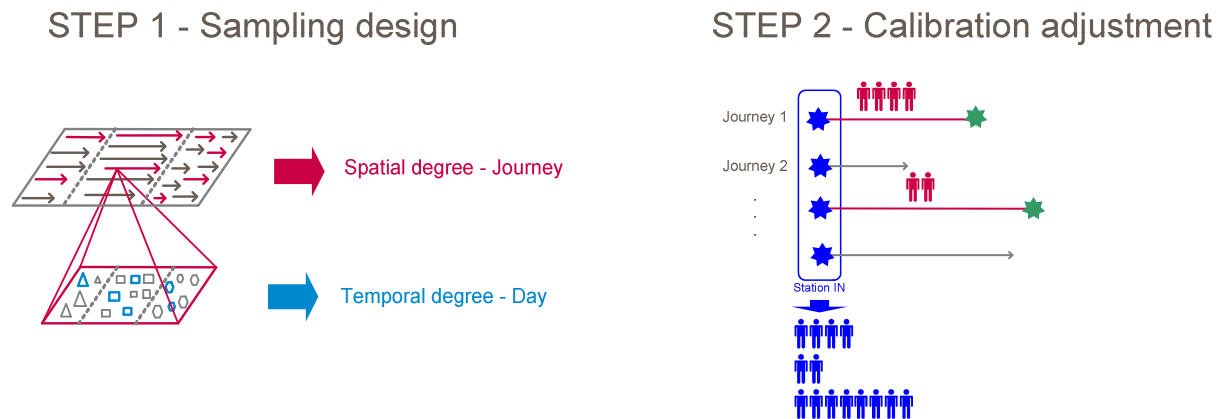 STEP 1 - Sampling design
Spatial degree - Journey
Temporal degree - Day
STEP 2 - Calibration adjustment
Journey 1
Journey 2
.
.
.
Station IN